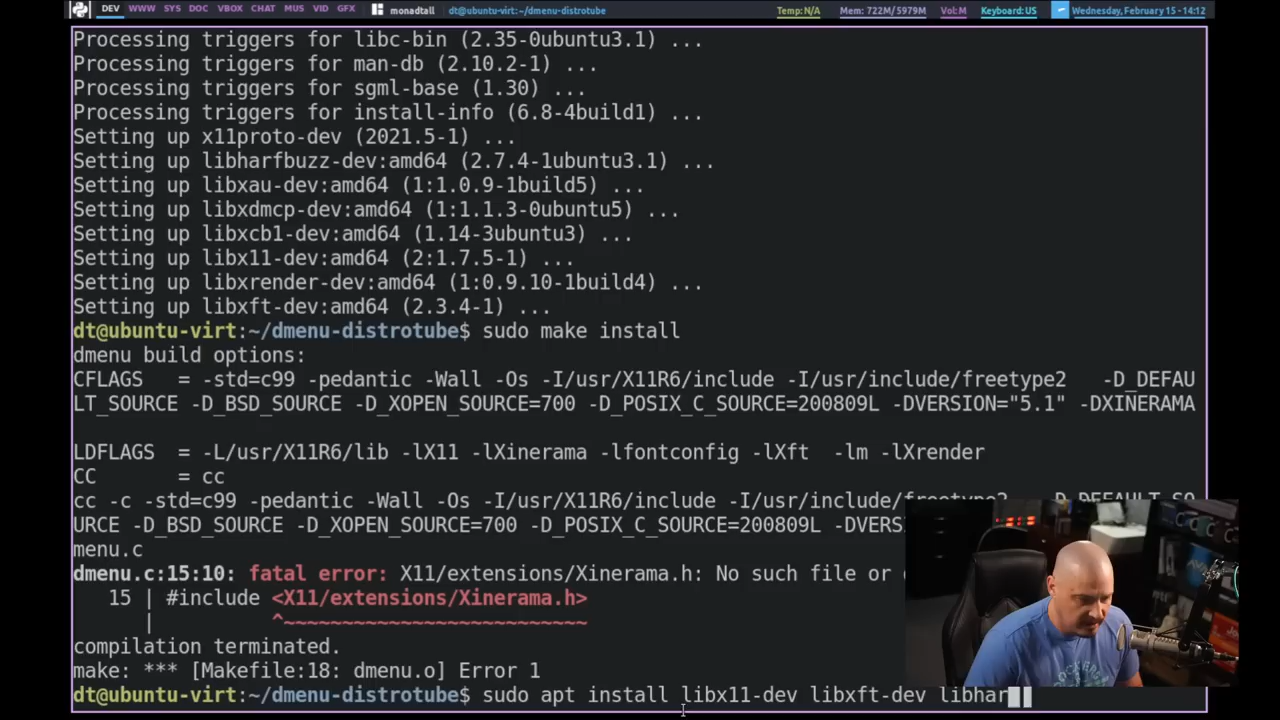 DEV WWW SYS DOC VBOX CHAT MUS VID GFX monadtall dt@ubuntu-virt:~/dmenu-distrotube Temp:N/A Mem: 722M/5979M Vol:M Keyboard:US Wednesday, February 15 - 14:12
Processing triggers for libc-bin (2.35-0ubuntu3.1) ...
Processing triggers for man-db (2.10.2-1) ...
Processing triggers for sgml-base (1.30) ...
Processing triggers for install-info (6.8-4build1) ...
Setting up x11proto-dev (2021.5-1) ...
Setting up libharfbuzz-dev:amd64 (2.7.4-1ubuntu3.1) ...
Setting up libxau-dev:amd64 (1:1.0.9-1build5) ...
Setting up libxdmcp-dev:amd64 (1:1.1.3-0ubuntu5) ...
Setting up libxcb1-dev:amd64 (1.14-3ubuntu3) ...
Setting up libx11-dev:amd64 (2:1.7.5-1) ...
Setting up libxrender-dev:amd64 (1:0.9.10-1build4) ...
Setting up libxft-dev:amd64 (2.3.4-1) ...
dt@ubuntu-virt:~/dmenu-distrotube$ sudo make install
dmenu build options:
CFLAGS   = -std=c99 -pedantic -Wall -Os -I/usr/X11R6/include -I/usr/include/freetype2   -D_DEFAU
LT_SOURCE -D_BSD_SOURCE -D_XOPEN_SOURCE=700 -D_POSIX_C_SOURCE=200809L -DVERSION="5.1" -DXINERAMA
LDFLAGS  = -L/usr/X11R6/lib -lX11 -lXinerama -lfontconfig -lXft  -lm -lXrender
CC       = cc
cc -c -std=c99 -pedantic -Wall -Os -I/usr/X11R6/include -I/usr/include/freetype2   -D_DEFAULT_SO
URCE -D_BSD_SOURCE -D_XOPEN_SOURCE=700 -D_POSIX_C_SOURCE=200809L -DVERS
menu.c
dmenu.c:15:10: fatal error: X11/extensions/Xinerama.h: No such file or
   15 | #include <X11/extensions/Xinerama.h>
      |          ^~~~~~~~~~~~~~~~~~~~~~~~~~~
compilation terminated.
make: *** [Makefile:18: dmenu.o] Error 1
dt@ubuntu-virt:~/dmenu-distrotube$ sudo apt install libx11-dev libxft-dev libhar